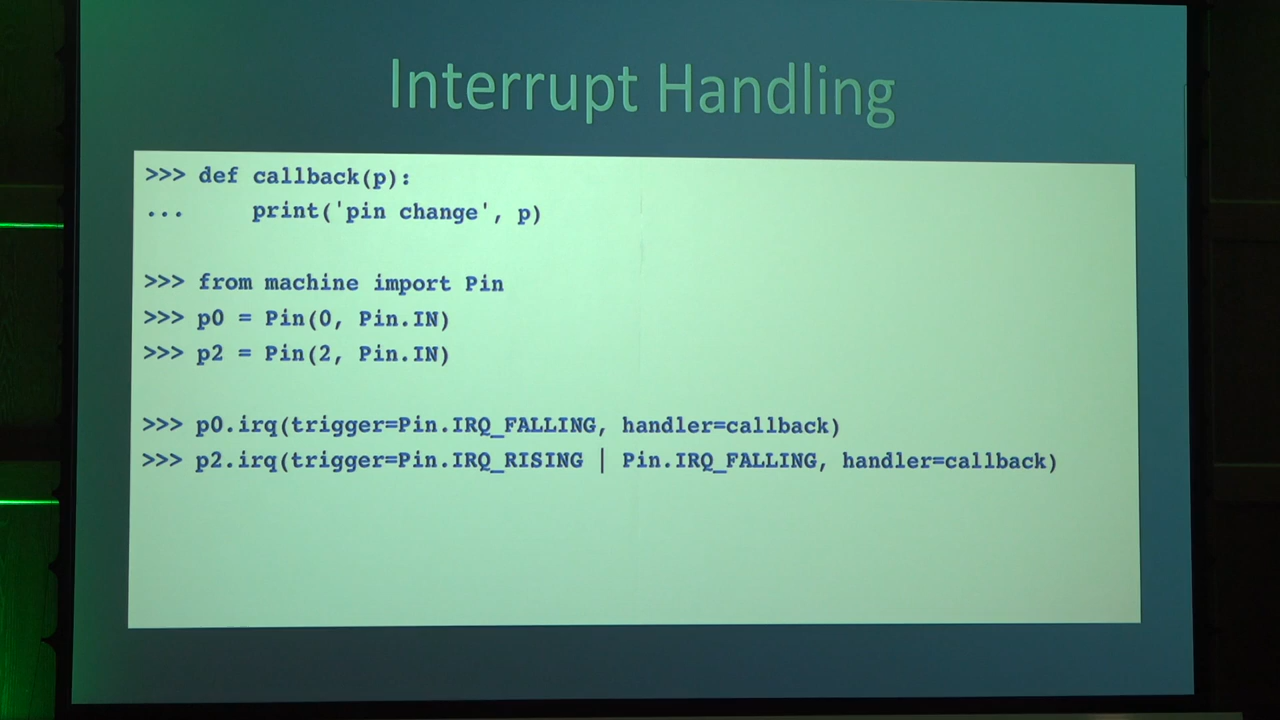 Interrupt Handling
>>> def callback(p):
...     print('pin change', p)
>>> from machine import Pin
>>> p0 = Pin(0, Pin.IN)
>>> p2 = Pin(2, Pin.IN)
>>> p0.irq(trigger=Pin.IRQ_FALLING, handler=callback)
>>> p2.irq(trigger=Pin.IRQ_RISING | Pin.IRQ_FALLING, handler=callback)